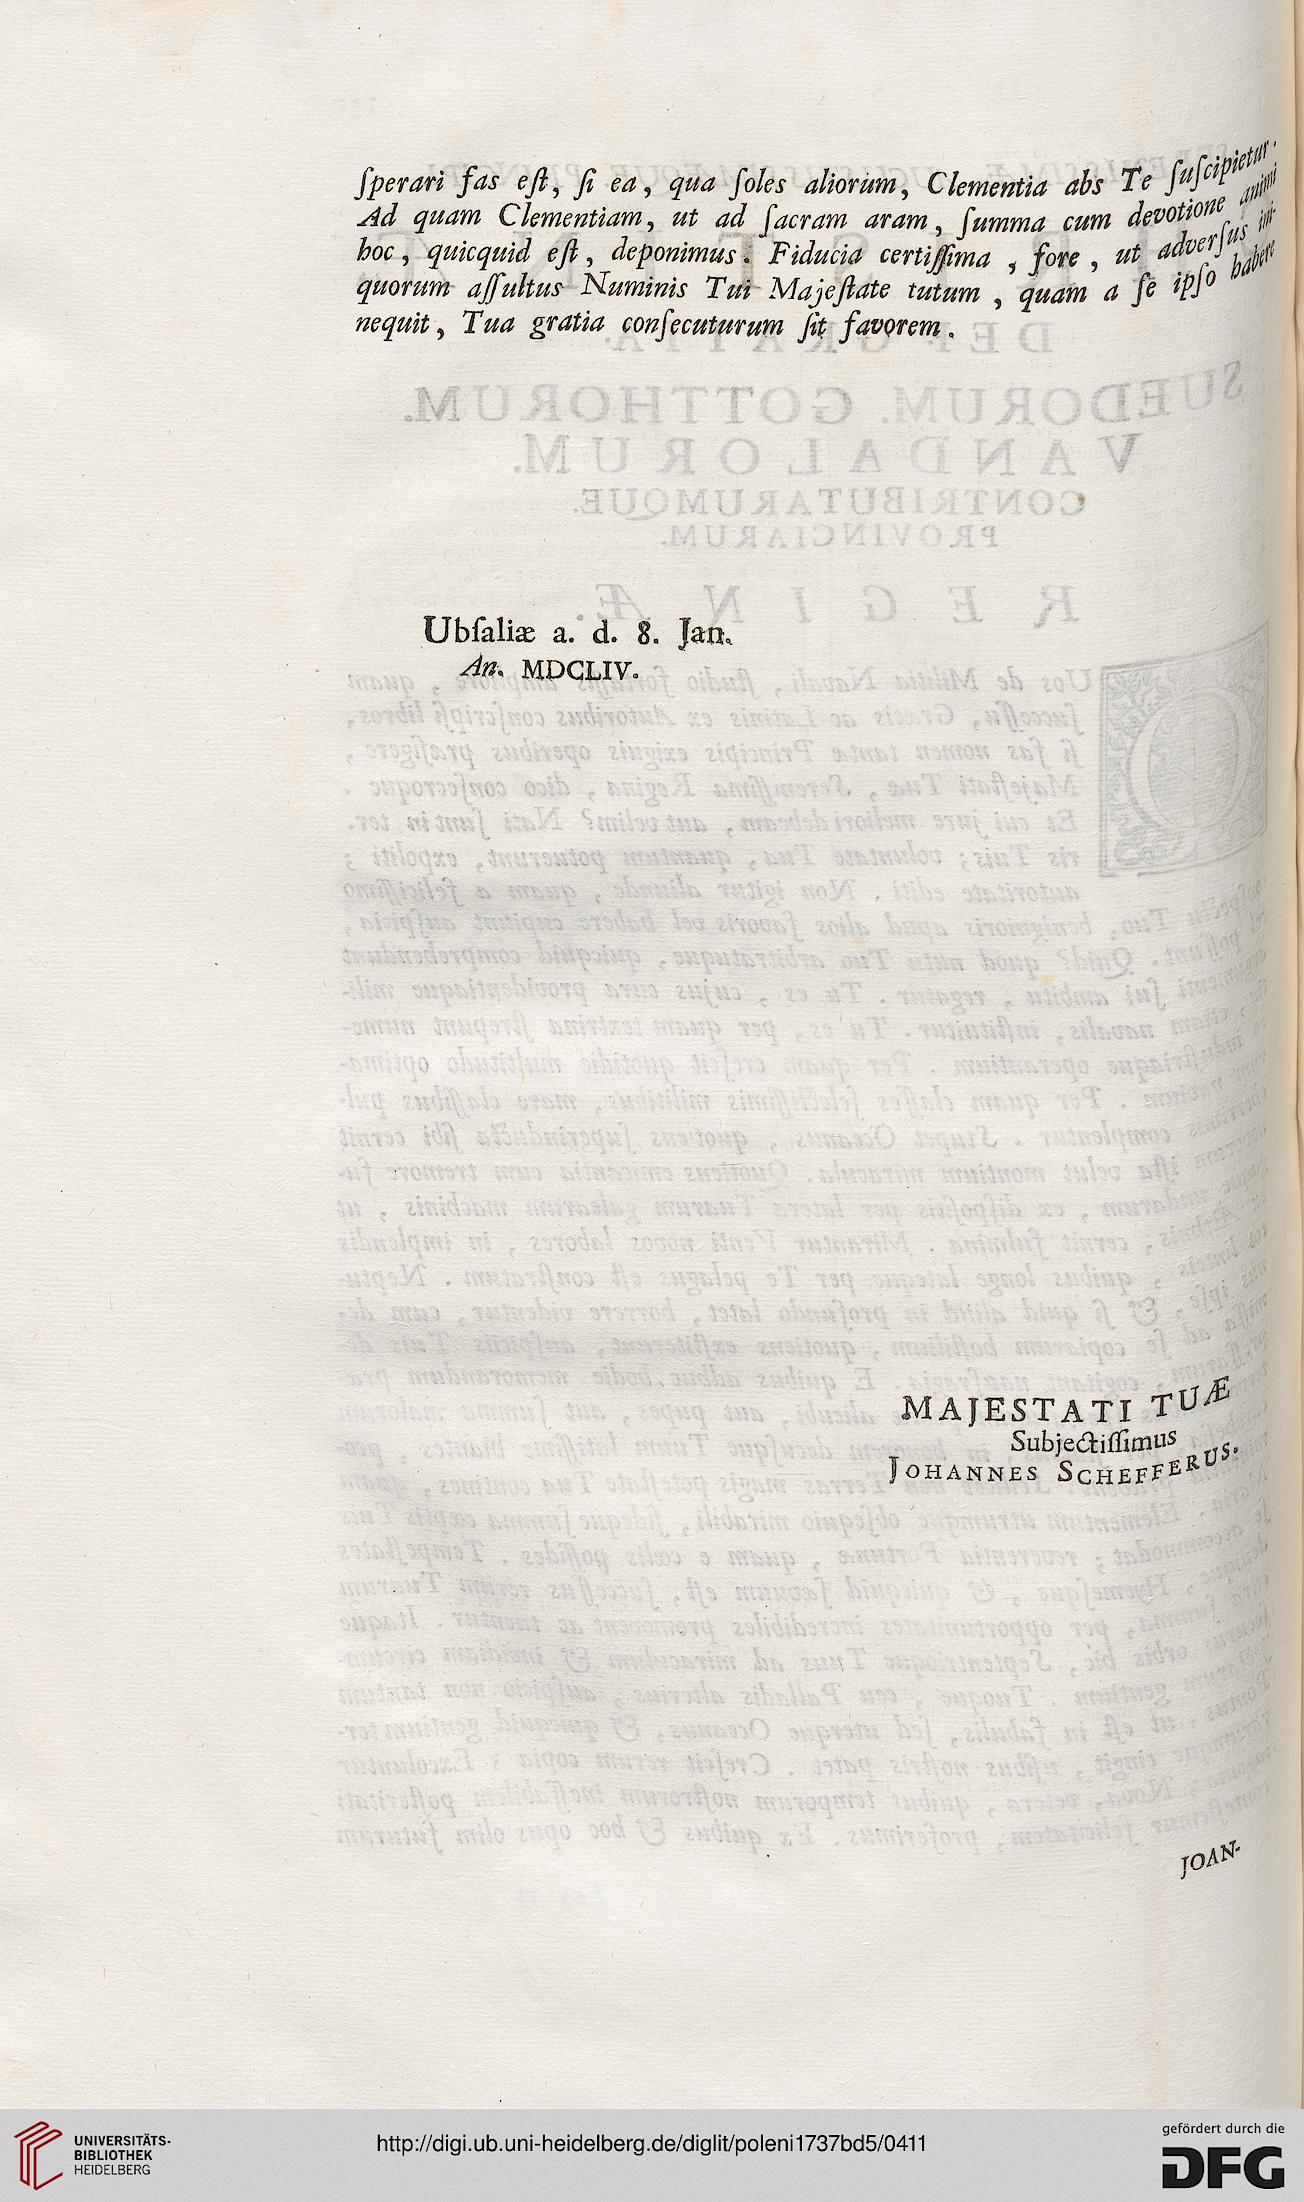 ſperari fas eſt, ſi ea, qua ſoles aliorum, Clementia abs Te ſuſcipietur.
Ad quam Clementiam, ut ad ſacram aram, ſumma cum devotione animi
hoc, quicquid eſt, deponimus. Fiducia certiſſima, fore, ut adverſus ini-
quorum aſſultus Numinis Tui Majeſtate tutum, quam a ſe ipſo habere
nequit, Tua gratia conſecuturum ſit favorem.
Ubſaliæ a. d. 8. Jan.
An. MDCLIV.
MAJESTATI TUÆ
Subjectiſſimus
JOHANNES SCHEFFERUS.
JOAN-
UNIVERSITÄTS-
BIBLIOTHEK
HEIDELBERG
http://digi.ub.uni-heidelberg.de/diglit/poleni1737bd5/0411
gefördert durch die
DFG